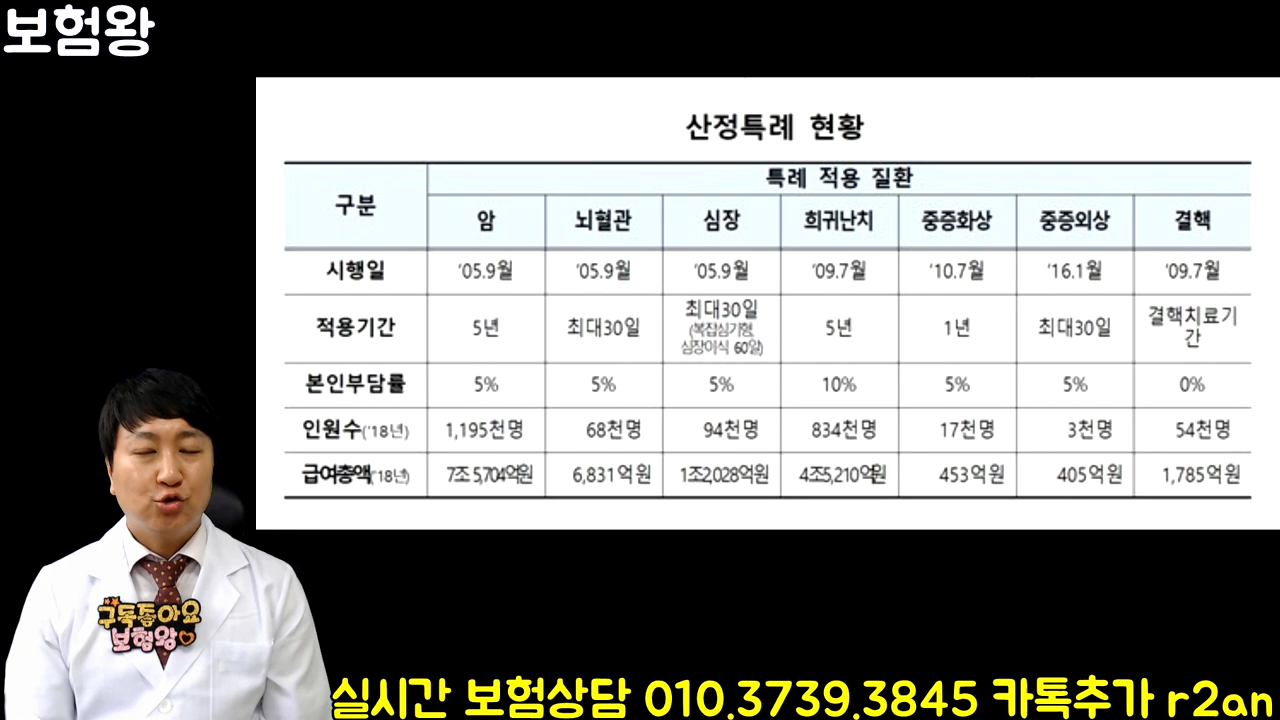 보험왕
산정특례 현황
구분 특례 적용 질환
암 뇌혈관 심장 희귀난치 중증화상 중증외상 결핵
시행일 '05.9월 '05.9월 '05.9월 '09.7월 '10.7월 '16.1월 '09.7월
적용기간 5년 최대30일 최대30일 (복잡심기형, 심장이식 60일) 5년 1년 최대30일 결핵치료기간
본인부담률 5% 5% 5% 10% 5% 5% 0%
인원수('18년) 1,195천명 68천명 94천명 834천명 17천명 3천명 54천명
급여총액('18년) 7조 5,704억원 6,831억원 1조2,028억원 4조5,210억원 453억원 405억원 1,785억원
구독좋아요
보험왕
실시간 보험상담 010.3739.3845 카톡추가 r2an